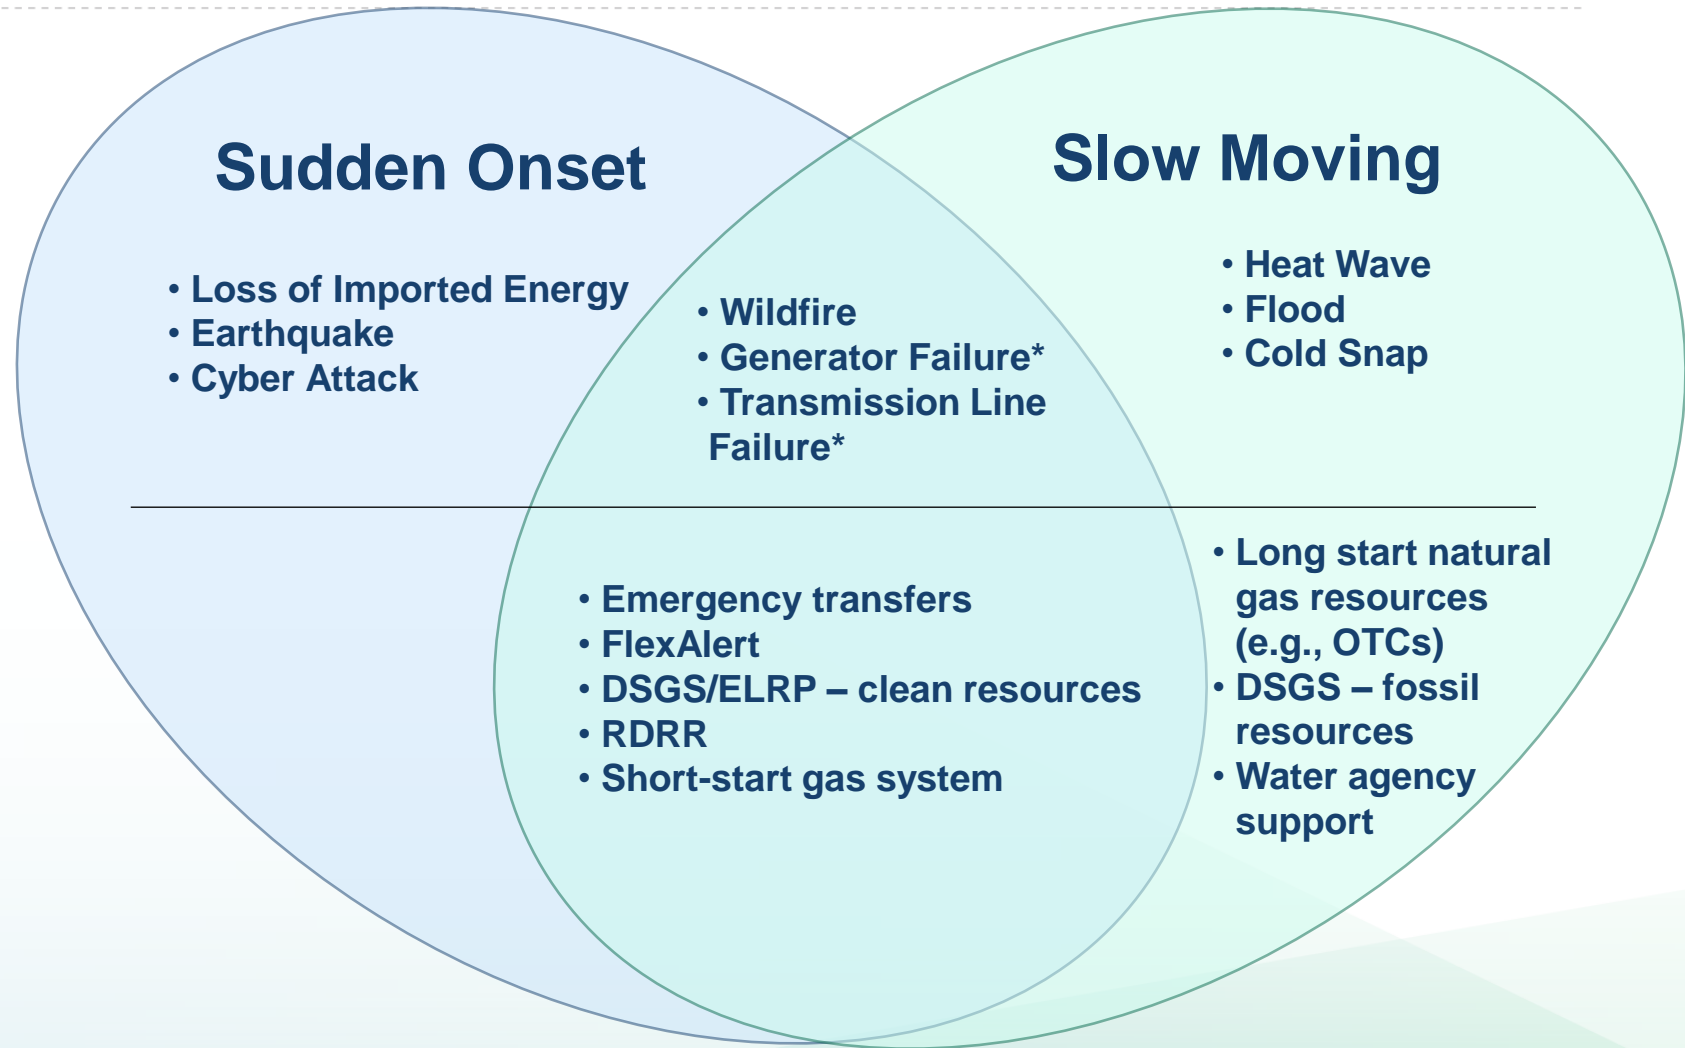 Sudden Onset
• Loss of Imported Energy
• Earthquake
• Cyber Attack
• Wildfire
• Generator Failure*
• Transmission Line
Failure*
Slow Moving
• Heat Wave
• Flood
• Cold Snap
• Emergency transfers
• FlexAlert
• DSGS/ELRP – clean resources
• RDRR
• Short-start gas system
• Long start natural
gas resources
(e.g., OTCs)
• DSGS – fossil
resources
• Water agency
support